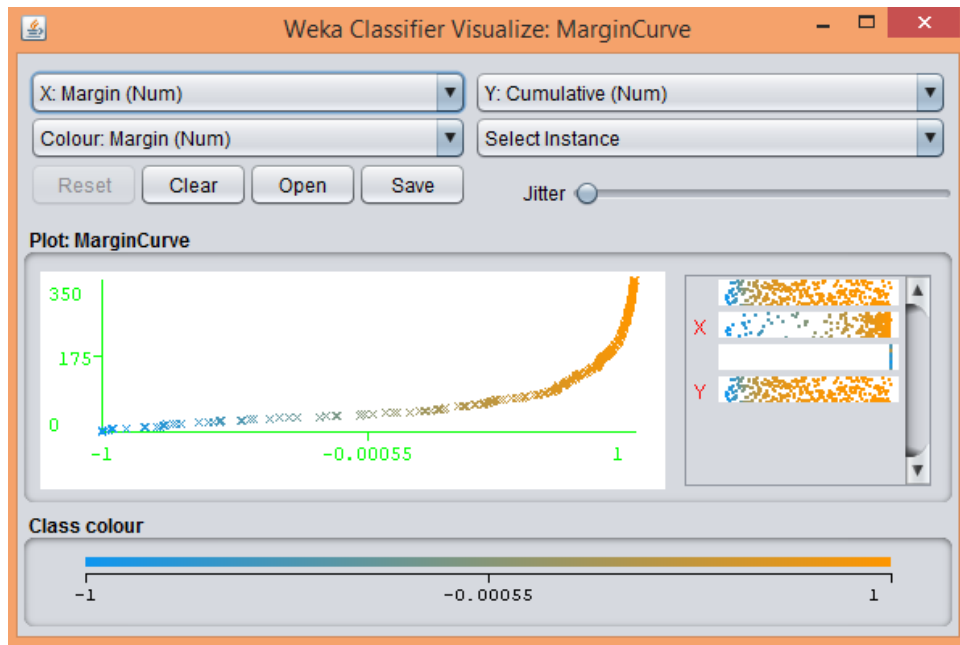 Weka Classifier Visualize: MarginCurve
X: Margin (Num)
Y: Cumulative (Num)
Colour: Margin (Num)
Select Instance
Reset Clear Open Save Jitter
Plot: MarginCurve
350
175
0
-1 -0.00055 1
X
Y
Class colour
-1 -0.00055 1